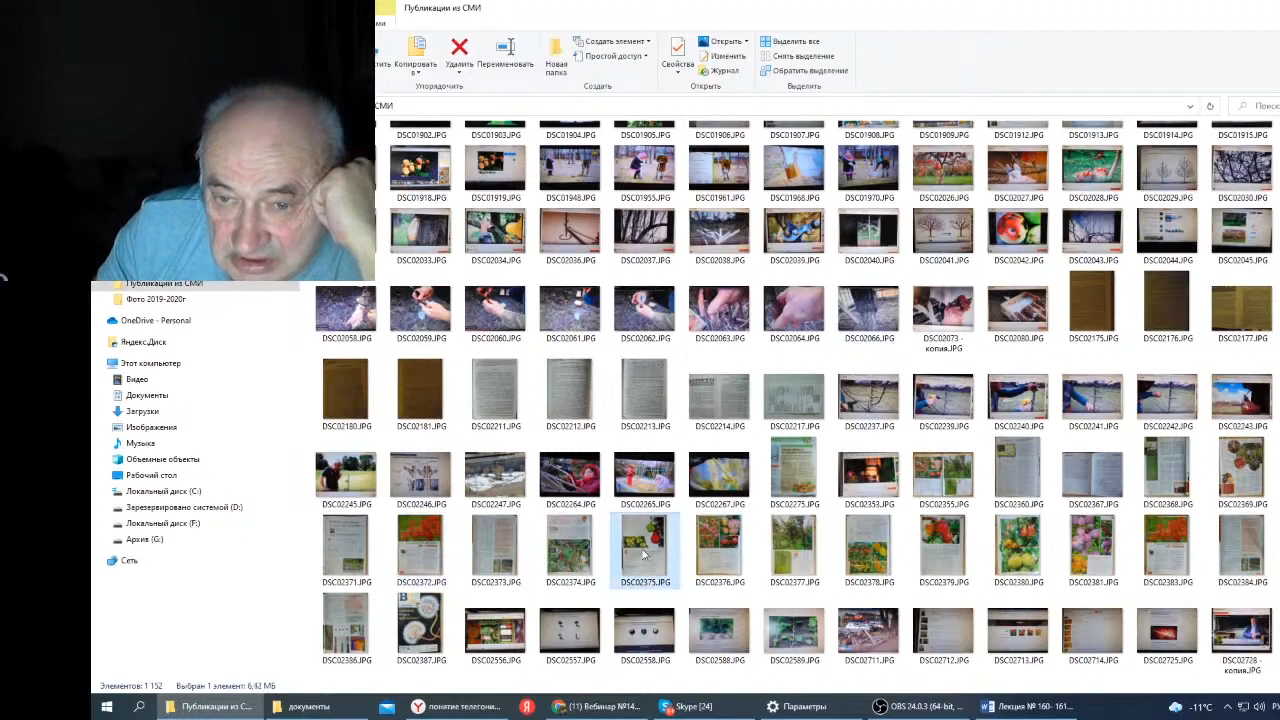 Публикации из СМИ
Создать элемент
Открыть
Выделить все
Простой доступ
Изменить
Снять выделение
Журнал
Обратить выделение
Копировать в
Удалить
Переименовать
Новая папка
Свойства
Упорядочить
Создать
Открыть
Выделить
СМИ
Поиск
DSC01902.JPG DSC01903.JPG DSC01904.JPG DSC01905.JPG DSC01906.JPG DSC01907.JPG DSC01908.JPG DSC01909.JPG DSC01912.JPG DSC01913.JPG DSC01914.JPG DSC01915.JPG
DSC01918.JPG DSC01919.JPG DSC01948.JPG DSC01955.JPG DSC01961.JPG DSC01968.JPG DSC01970.JPG DSC02026.JPG DSC02027.JPG DSC02028.JPG DSC02029.JPG DSC02030.JPG
DSC02033.JPG DSC02034.JPG DSC02036.JPG DSC02037.JPG DSC02038.JPG DSC02039.JPG DSC02040.JPG DSC02041.JPG DSC02042.JPG DSC02043.JPG DSC02044.JPG DSC02045.JPG
DSC02058.JPG DSC02059.JPG DSC02060.JPG DSC02061.JPG DSC02062.JPG DSC02063.JPG DSC02064.JPG DSC02066.JPG DSC02073 - копия.JPG DSC02080.JPG DSC02175.JPG DSC02176.JPG DSC02177.JPG
DSC02180.JPG DSC02181.JPG DSC02211.JPG DSC02212.JPG DSC02213.JPG DSC02214.JPG DSC02217.JPG DSC02237.JPG DSC02239.JPG DSC02240.JPG DSC02241.JPG DSC02242.JPG DSC02243.JPG
DSC02245.JPG DSC02246.JPG DSC02247.JPG DSC02264.JPG DSC02265.JPG DSC02267.JPG DSC02275.JPG DSC02353.JPG DSC02355.JPG DSC02360.JPG DSC02367.JPG DSC02368.JPG DSC02369.JPG
DSC02371.JPG DSC02372.JPG DSC02373.JPG DSC02374.JPG DSC02375.JPG DSC02376.JPG DSC02377.JPG DSC02378.JPG DSC02379.JPG DSC02380.JPG DSC02381.JPG DSC02383.JPG DSC02384.JPG
DSC02386.JPG DSC02387.JPG DSC02556.JPG DSC02557.JPG DSC02558.JPG DSC02588.JPG DSC02589.JPG DSC02711.JPG DSC02712.JPG DSC02713.JPG DSC02714.JPG DSC02725.JPG DSC02728 - копия.JPG
Публикации из СМИ
Фото 2019-2020г
OneDrive - Personal
Яндекс.Диск
Этот компьютер
Видео
Документы
Загрузки
Изображения
Музыка
Объемные объекты
Рабочий стол
Локальный диск (C:)
Зарезервировано системой (D:)
Локальный диск (F:)
Архив (G:)
Сеть
Элементов: 1 152 Выбран 1 элемент: 6,42 МБ
Публикации из С...
документы
понятие телегони...
(11) Вебинар №14...
Skype [24]
Параметры
OBS 24.0.3 (64-bit, ...
Лекция № 160- 161...
-11°C